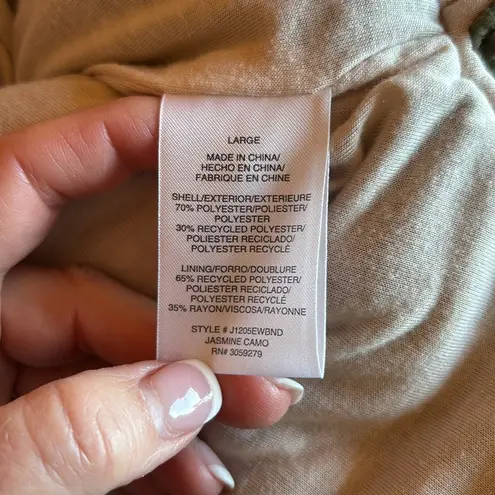 LARGE
MADE IN CHINA/
HECHO EN CHINA/
FABRIQUE EN CHINE
SHELL/EXTERIOR/EXTERIEURE
70% POLYESTER/POLIESTER/
POLYESTER
30% RECYCLED POLYESTER/
POLIESTER RECICLADO/
POLYESTER RECYCLÉ
LINING/FORRO/DOUBLURE
65% RECYCLED POLYESTER/
POLIESTER RECICLADO/
POLYESTER RECYCLÉ
35% RAYON/VISCOSA/RAYONNE
STYLE # J1205EWBND
JASMINE CAMO
RN# 3059279